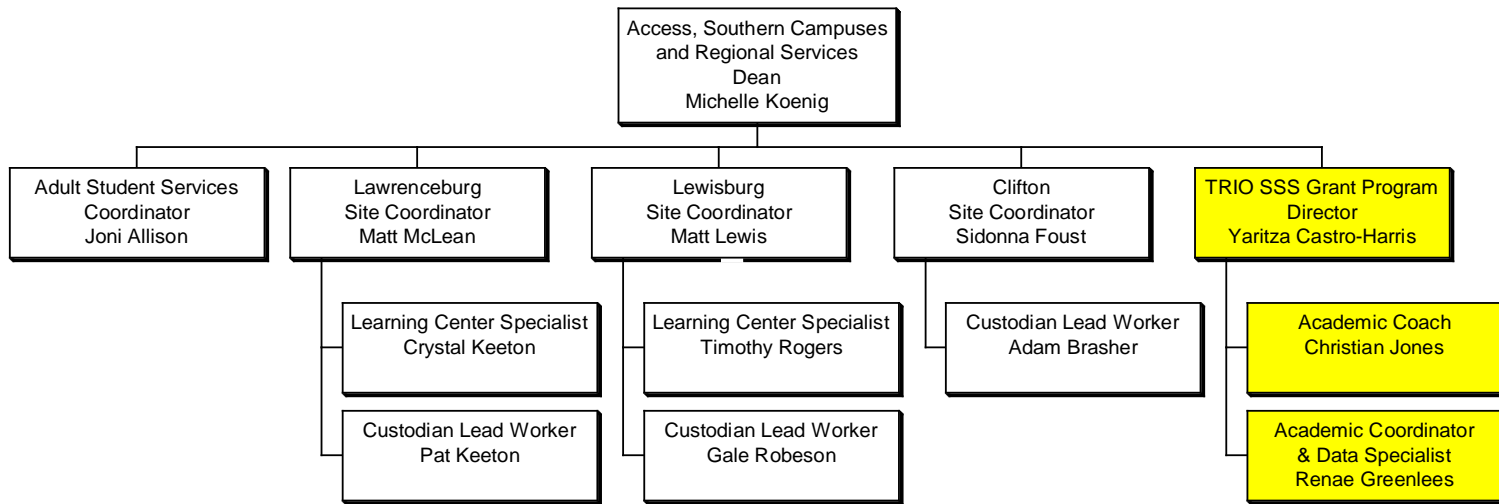 Access, Southern Campuses
and Regional Services
Dean
Michelle Koenig
Adult Student Services
Coordinator
Joni Allison
Lawrenceburg
Site Coordinator
Matt McLean
Lewisburg
Site Coordinator
Matt Lewis
Clifton
Site Coordinator
Sidonna Foust
TRIO SSS Grant Program
Director
Yaritza Castro-Harris
Learning Center Specialist
Crystal Keeton
Learning Center Specialist
Timothy Rogers
Custodian Lead Worker
Adam Brasher
Academic Coach
Christian Jones
Custodian Lead Worker
Pat Keeton
Custodian Lead Worker
Gale Robeson
Academic Coordinator
& Data Specialist
Renae Greenlees